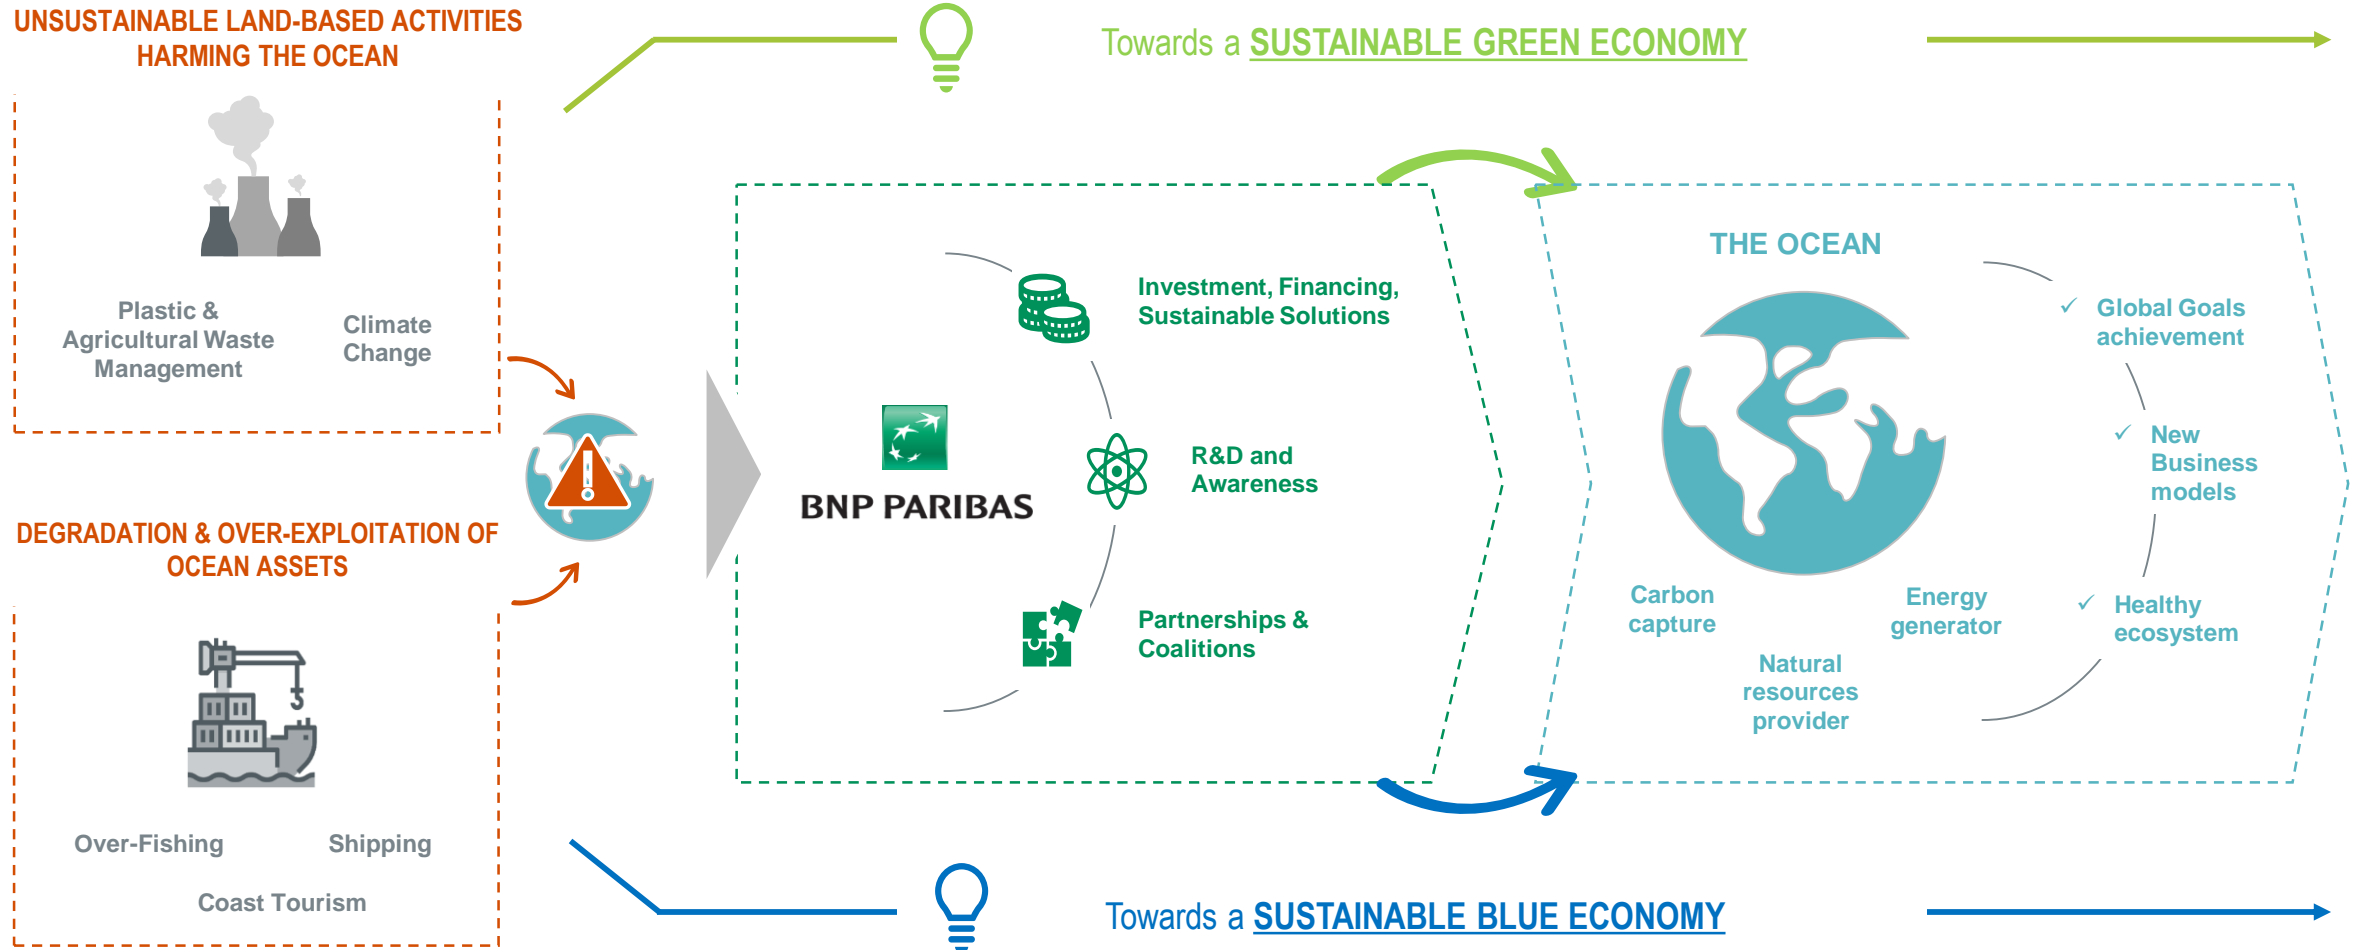 UNSUSTAINABLE LAND-BASED ACTIVITIES
HARMING THE OCEAN
Plastic &
Agricultural Waste
Management
Climate
Change
DEGRADATION & OVER-EXPLOITATION OF
OCEAN ASSETS
Over-Fishing
Shipping
Coast Tourism
Towards a SUSTAINABLE GREEN ECONOMY
BNP PARIBAS
Investment, Financing,
Sustainable Solutions
R&D and
Awareness
Partnerships &
Coalitions
THE OCEAN
Carbon
capture
Natural
resources
provider
Energy
generator
✓ Global Goals
achievement
✓ New
Business
models
✓ Healthy
ecosystem
Towards a SUSTAINABLE BLUE ECONOMY